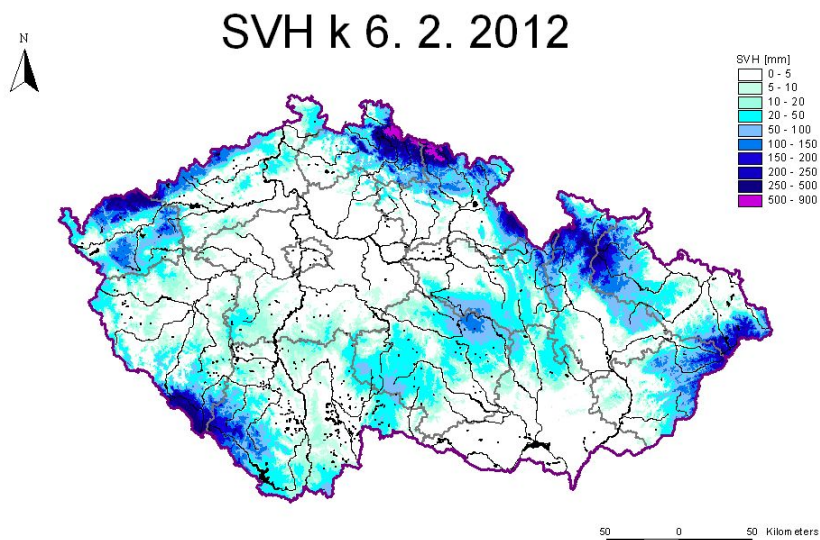 SVH k 6. 2. 2012
N
SVH [mm]
0 - 5
5 - 10
10 - 20
20 - 50
50 - 100
100 - 150
150 - 200
200 - 250
250 - 500
500 - 900
50 0 50 Kilometers